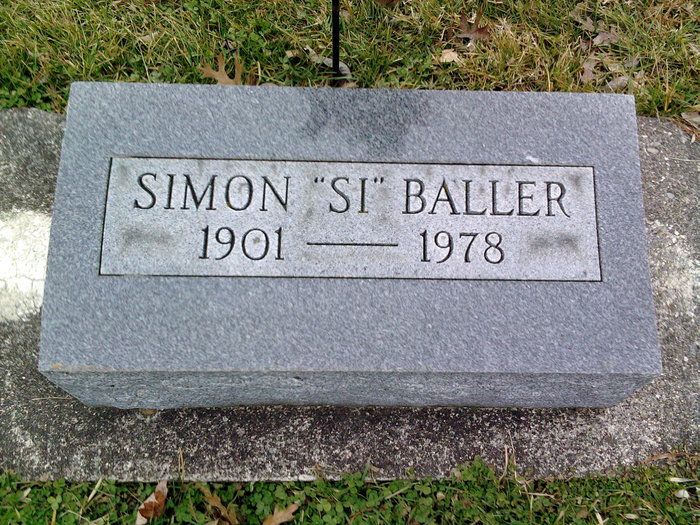 SIMON "SI" BALLER
1901 — 1978